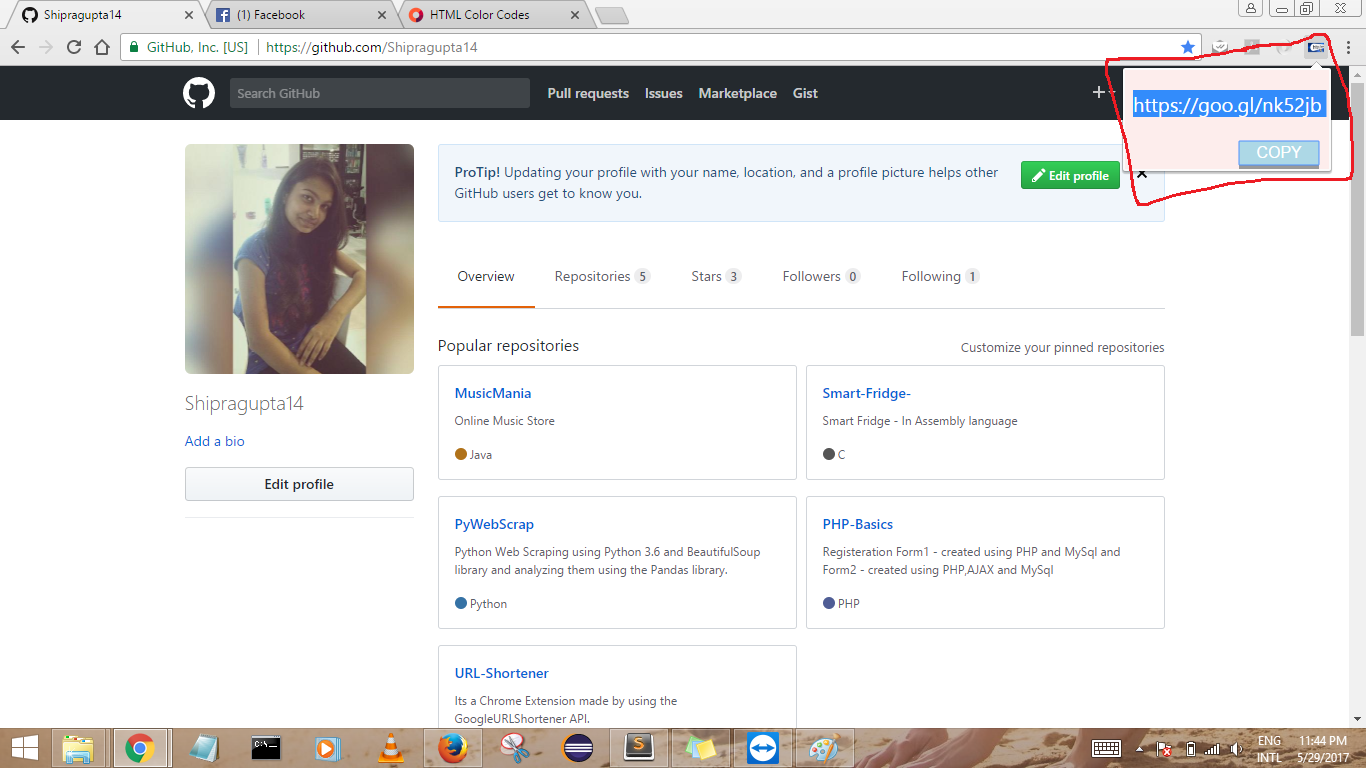 Shipragupta14
(1) Facebook
HTML Color Codes
GitHub, Inc. [US]
https://github.com/Shipragupta14
Search GitHub
Pull requests
Issues
Marketplace
Gist
https://goo.gl/nk52jb
COPY
ProTip! Updating your profile with your name, location, and a profile picture helps other
GitHub users get to know you.
Edit profile
Overview
Repositories 5
Stars 3
Followers 0
Following 1
Shipragupta14
Add a bio
Edit profile
Popular repositories
Customize your pinned repositories
MusicMania
Online Music Store
Java
Smart-Fridge-
Smart Fridge - In Assembly language
C
PyWebScrap
Python Web Scraping using Python 3.6 and BeautifulSoup
library and analyzing them using the Pandas library.
Python
PHP-Basics
Registeration Form1 - created using PHP and MySql and
Form2 - created using PHP,AJAX and MySql
PHP
URL-Shortener
Its a Chrome Extension made by using the
GoogleURLShortener API.
ENG
INTL
11:44 PM
5/29/2017